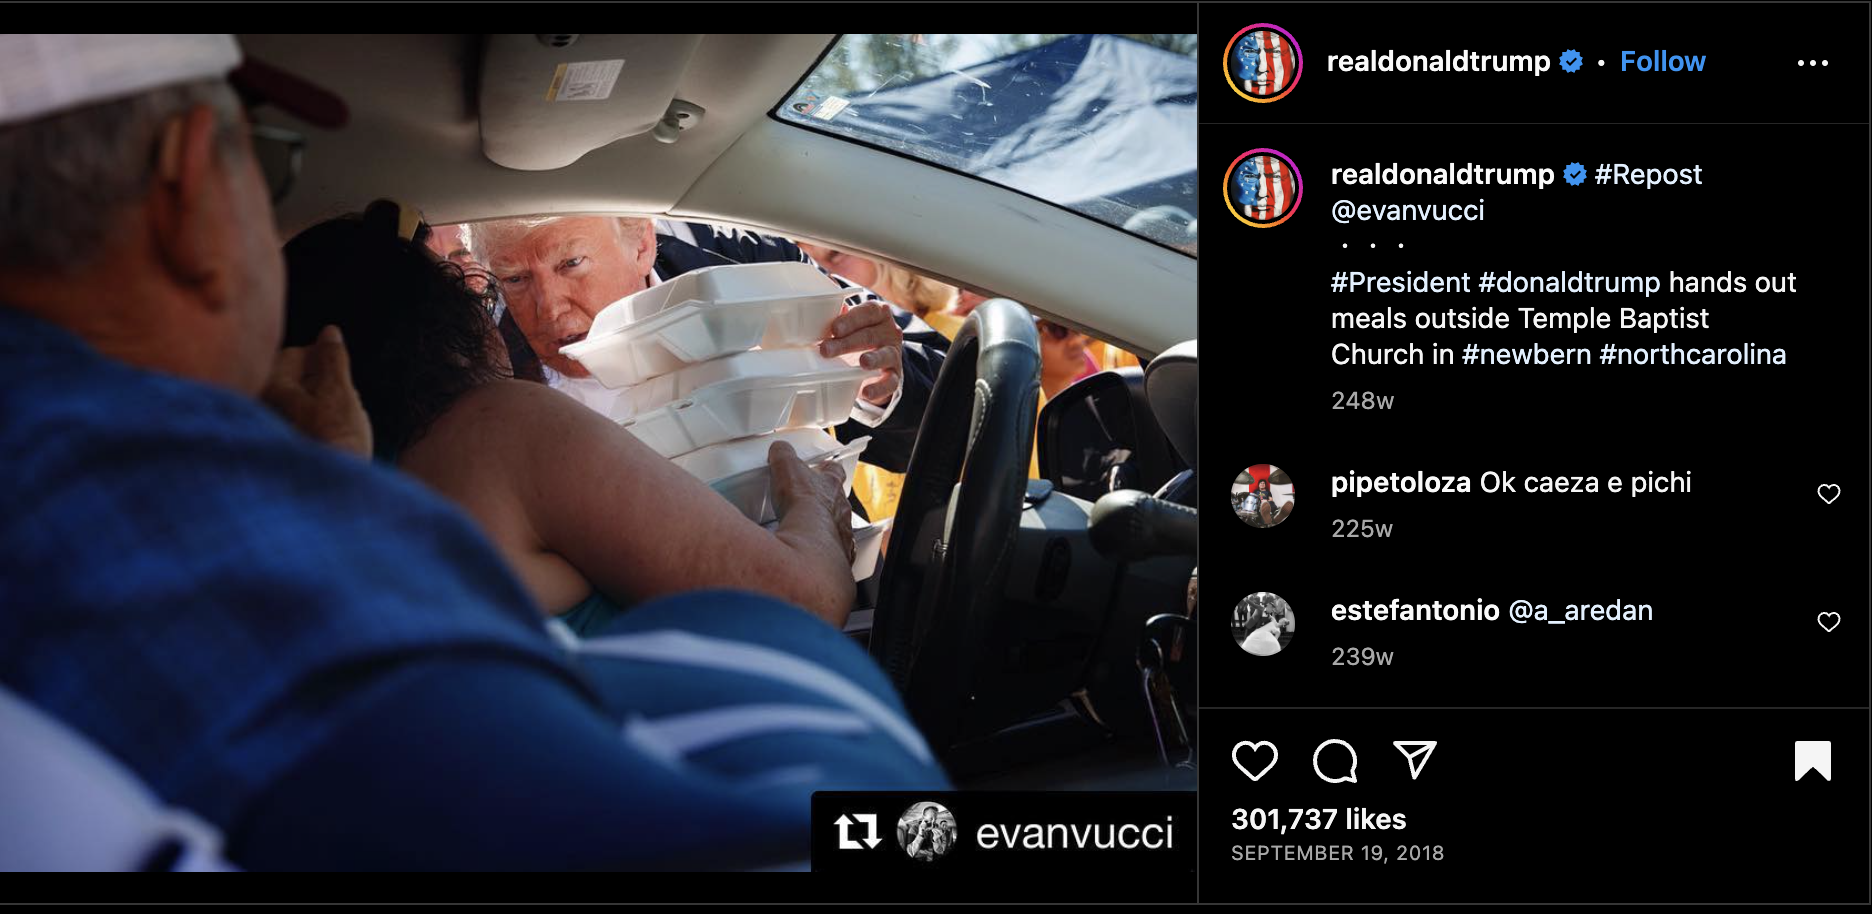 realdonaldtrump • Follow
realdonaldtrump #Repost
@evanvucci
. . .
#President #donaldtrump hands out
meals outside Temple Baptist
Church in #newbern #northcarolina
248w
pipetoloza Ok caeza e pichi
225w
estefantonio @a_aredan
239w
301,737 likes
SEPTEMBER 19, 2018
evanvucci